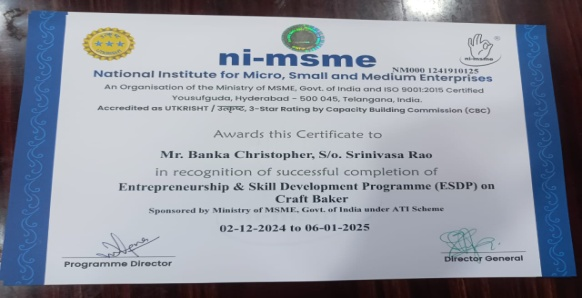 ni-msme
NM000 1241910125
National Institute for Micro, Small and Medium Enterprises
An Organisation of the Ministry of MSME, Govt. of India and ISO 9001:2015 Certified
Yousufguda, Hyderabad - 500 045, Telangana, India.
Accredited as UTKRISHT / उत्कृष्ट, 3-Star Rating by Capacity Building Commission (CBC)
Awards this Certificate to
Mr. Banka Christopher, S/o. Srinivasa Rao
in recognition of successful completion of
Entrepreneurship & Skill Development Programme (ESDP) on
Craft Baker
Sponsored by Ministry of MSME, Govt. of India under ATI Scheme
02-12-2024 to 06-01-2025
Programme Director
Director General